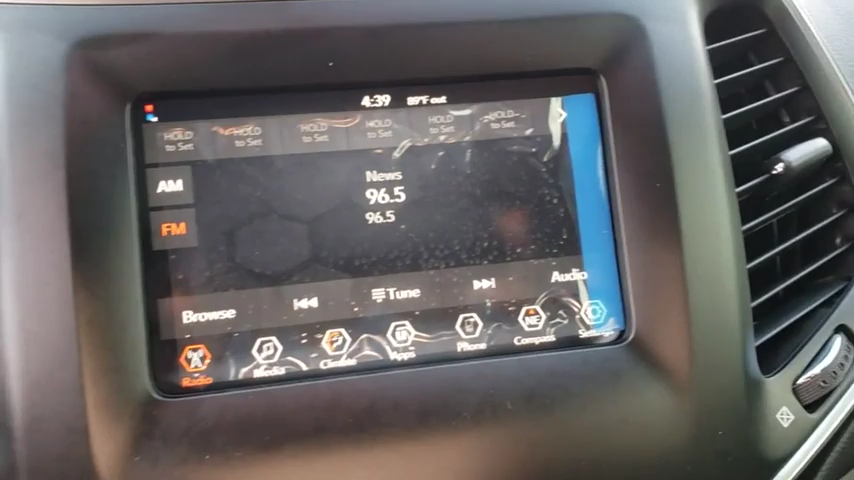 4:39 89°F out
HOLD to Set HOLD to Set HOLD to Set HOLD to Set HOLD to Set HOLD to Set
News
AM
96.5
96.5
FM
Browse Tune Audio
Radio Media Climate Apps Phone NE Compass Settings